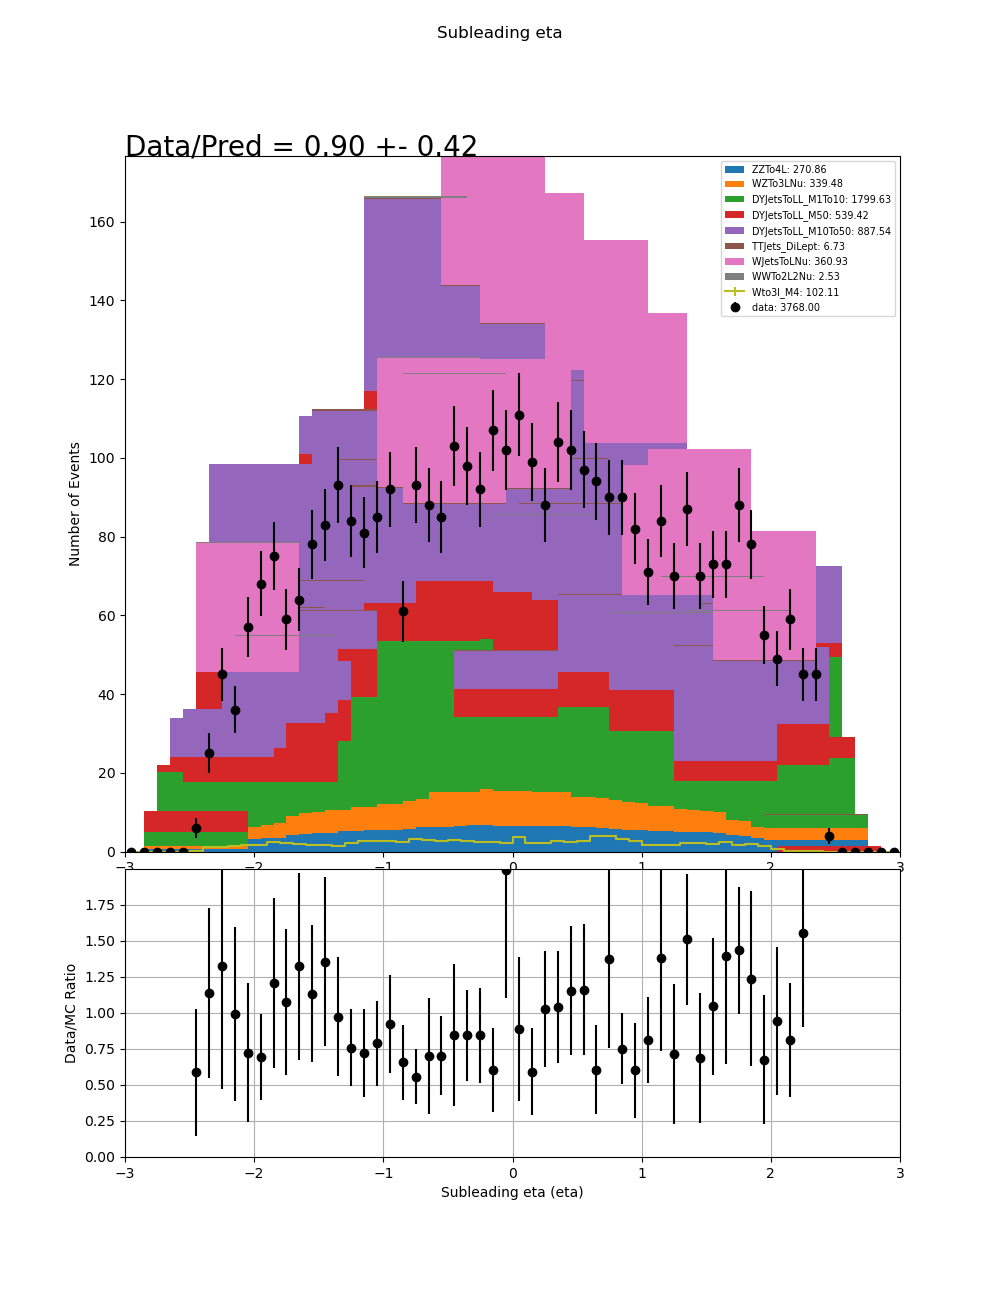 Subleading eta
Data/Pred = 0.90 +- 0.42
ZZTo4L: 270.86
WZTo3LNu: 339.48
DYJetsToLL_M1To10: 1799.63
DYJetsToLL_M50: 539.42
DYJetsToLL_M10To50: 887.54
TTJets_DiLept: 6.73
WJetsToLNu: 360.93
WWTo2L2Nu: 2.53
Wto3l_M4: 102.11
data: 3768.00
Number of Events
160
140
120
100
80
60
40
20
0
−3 −2 −1 0 1 2 3
Data/MC Ratio
1.75
1.50
1.25
1.00
0.75
0.50
0.25
0.00
−3 −2 −1 0 1 2 3
Subleading eta (eta)